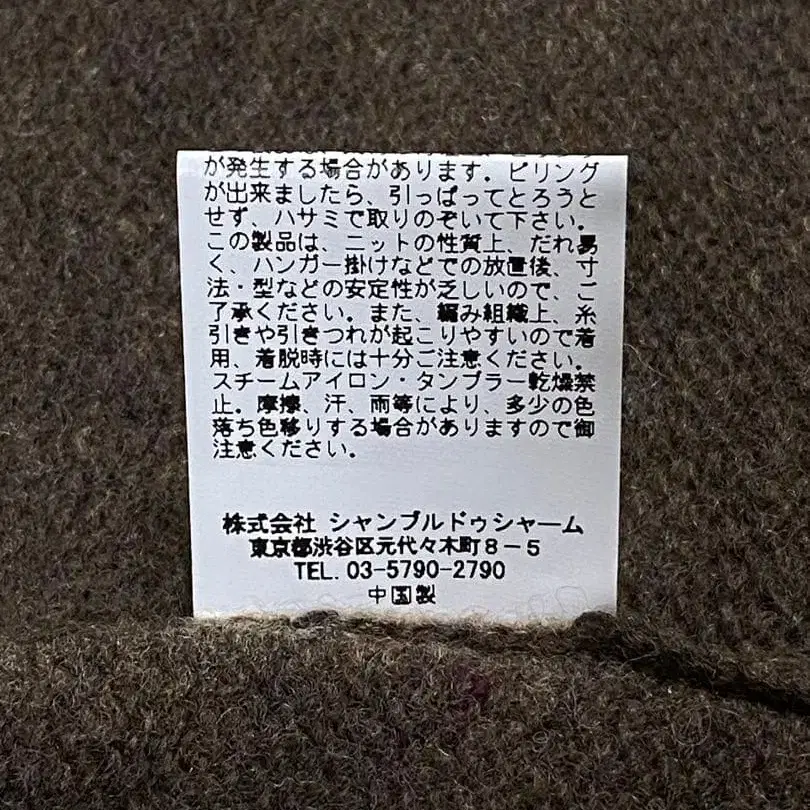 が発生する場合があります。ピリング
が出来ましたら、引っぱってとろうと
せず、ハサミで取りのぞいて下さい。
この製品は、ニットの性質上、だれ易
く、ハンガー掛けなどでの放置後、寸
法・型などの安定性が乏しいので、ご
了承ください。また、編み組織上、糸
引きや引きつれが起こりやすいので着
用、着脱時には十分ご注意ください。
スチームアイロン・タンブラー乾燥禁
止。摩擦、汗、雨等により、多少の色
落ち色移りする場合がありますので御
注意ください。
株式会社 シャンブルドゥシャーム
東京都渋谷区元代々木町8-5
TEL. 03-5790-2790
中国製